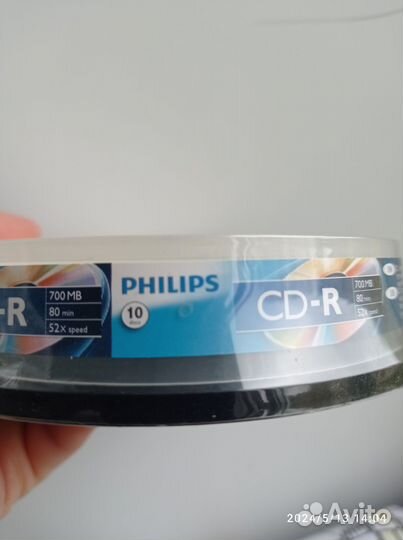 -R
700 MB
80 min
52X speed
PHILIPS
10
discs
CD-R
700 MB
80 min
52X speed
2024/5/13 14:04
Avito